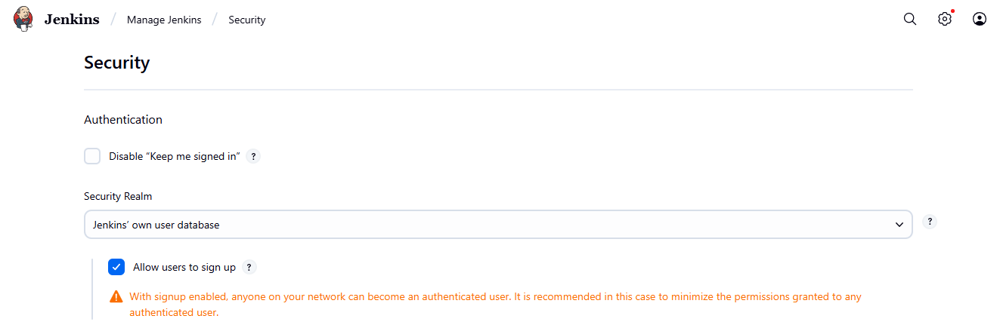 Jenkins / Manage Jenkins / Security
Security
Authentication
Disable “Keep me signed in” ?
Security Realm
Jenkins’ own user database
?
Allow users to sign up ?
With signup enabled, anyone on your network can become an authenticated user. It is recommended in this case to minimize the permissions granted to any
authenticated user.